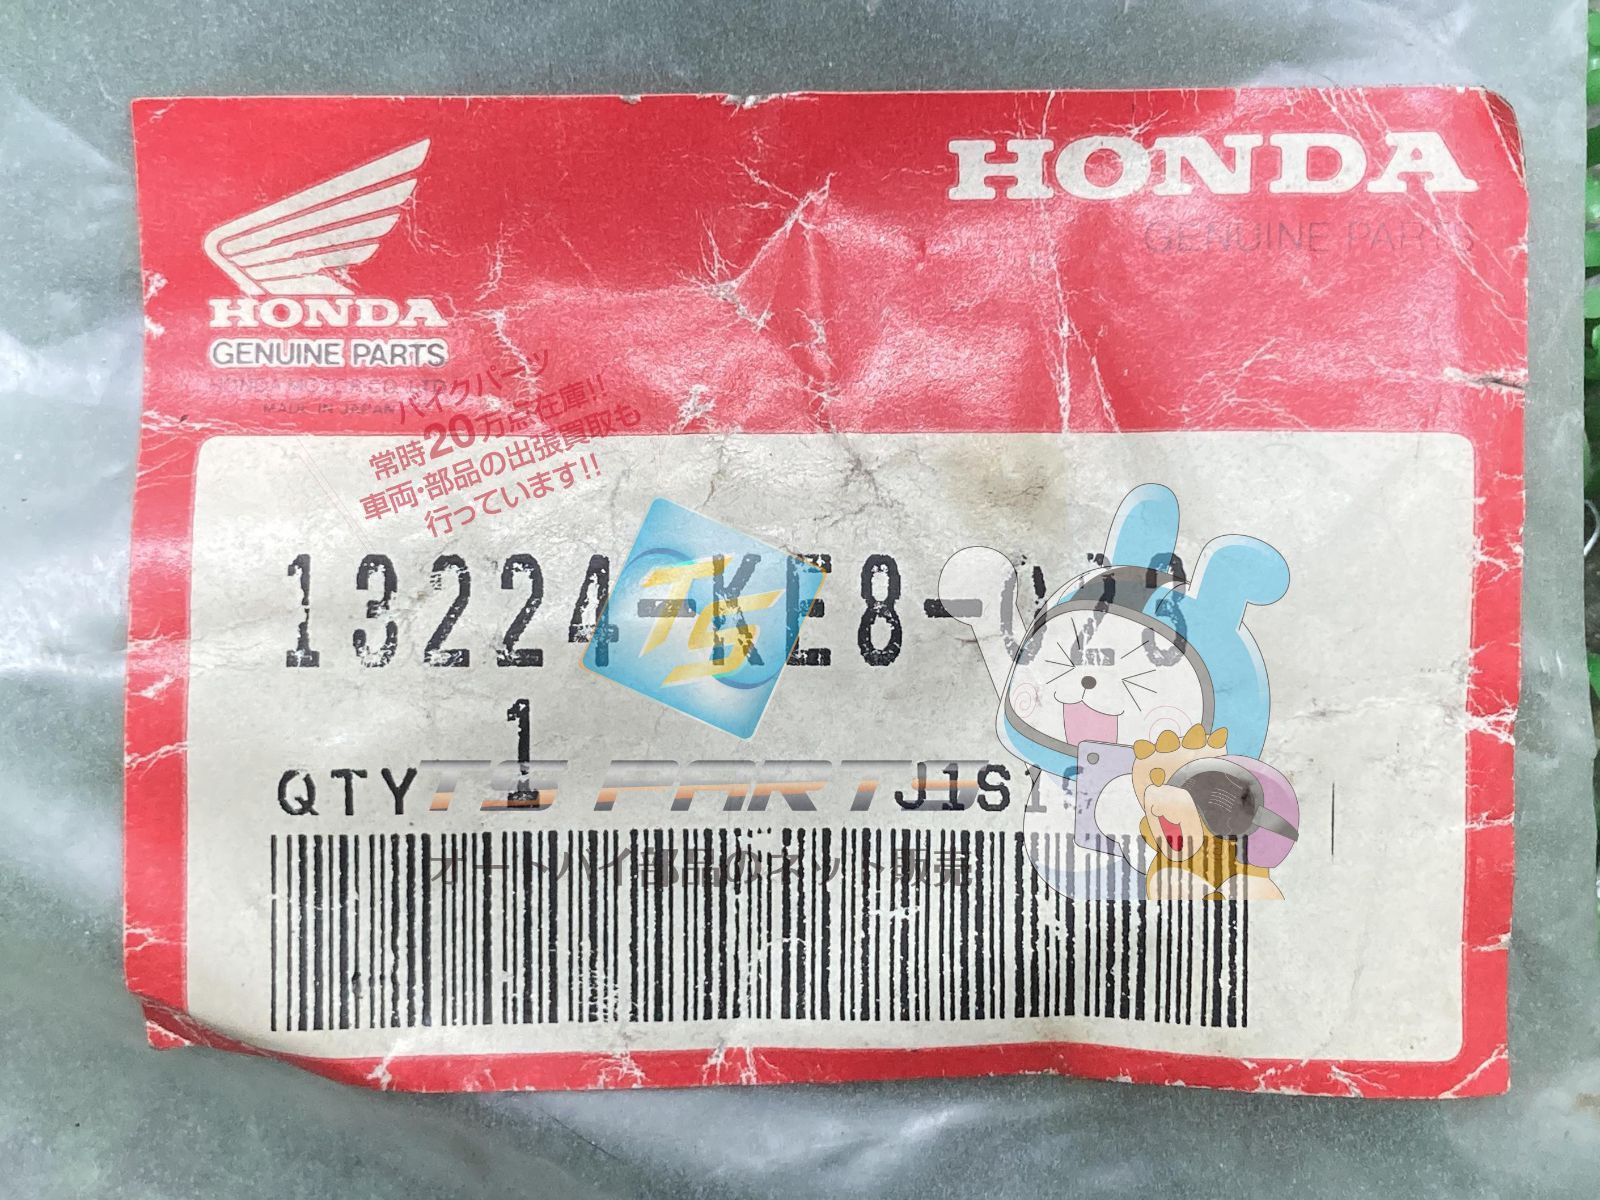 HONDA
GENUINE PARTS
HONDA
GENUINE PARTS
HONDA MOTOR CO., LTD.
MADE IN JAPAN
バイクパーツ
常時20万点在庫!!
車両・部品の出張買取も
行っています!!
13224-KE8-023
TS
QTY 1
J1S1
TS PARTS
オートバイ部品のネット販売